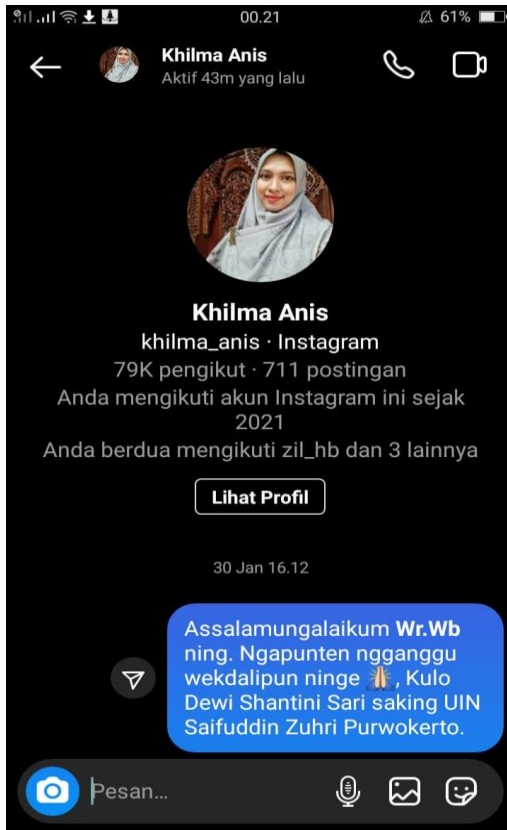 00.21
61%
Khilma Anis
Aktif 43m yang lalu
Khilma Anis
khilma_anis · Instagram
79K pengikut · 711 postingan
Anda mengikuti akun Instagram ini sejak
2021
Anda berdua mengikuti zil_hb dan 3 lainnya
Lihat Profil
30 Jan 16.12
Assalamungalaikum Wr.Wb
ning. Ngapunten ngganggu
wekdalipun ninge 🙏🏻, Kulo
Dewi Shantini Sari saking UIN
Saifuddin Zuhri Purwokerto.
Pesan...